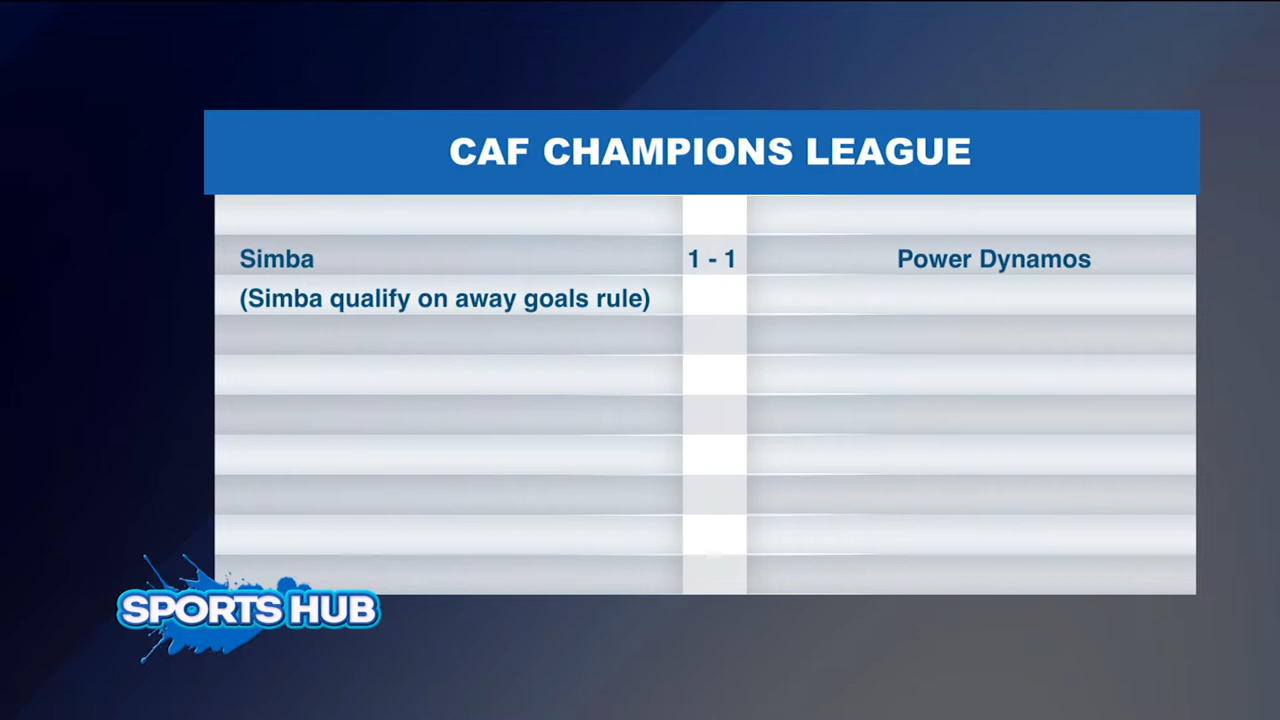 CAF CHAMPIONS LEAGUE
Simba 1 - 1 Power Dynamos
(Simba qualify on away goals rule)
SPORTS HUB